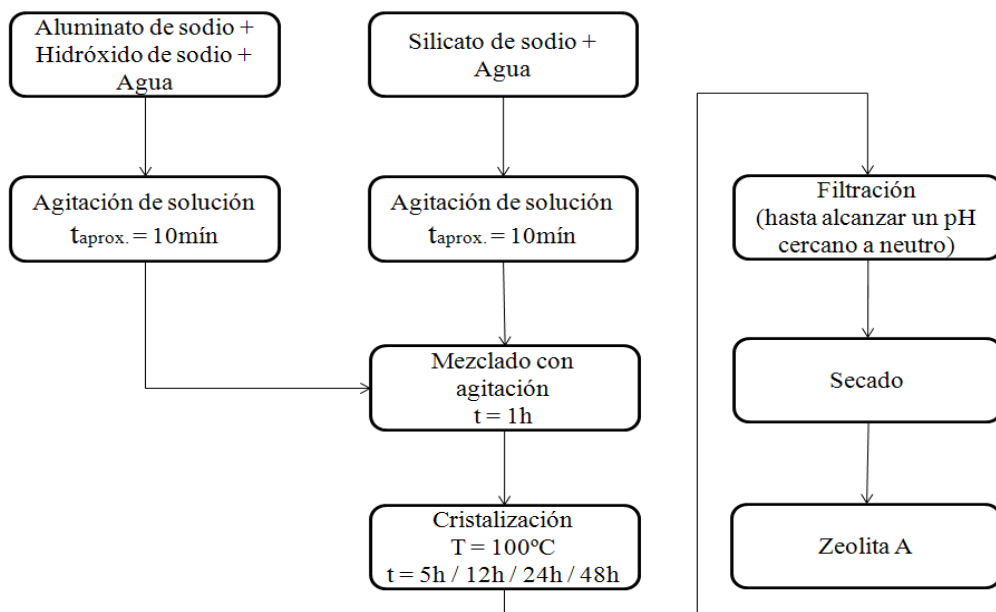 Aluminato de sodio +
Hidróxido de sodio +
Agua
Silicato de sodio +
Agua
Agitación de solución
taprox. = 10mín
Agitación de solución
taprox. = 10mín
Mezclado con
agitación
t = 1h
Cristalización
T = 100ºC
t = 5h / 12h / 24h / 48h
Filtración
(hasta alcanzar un pH
cercano a neutro)
Secado
Zeolita A